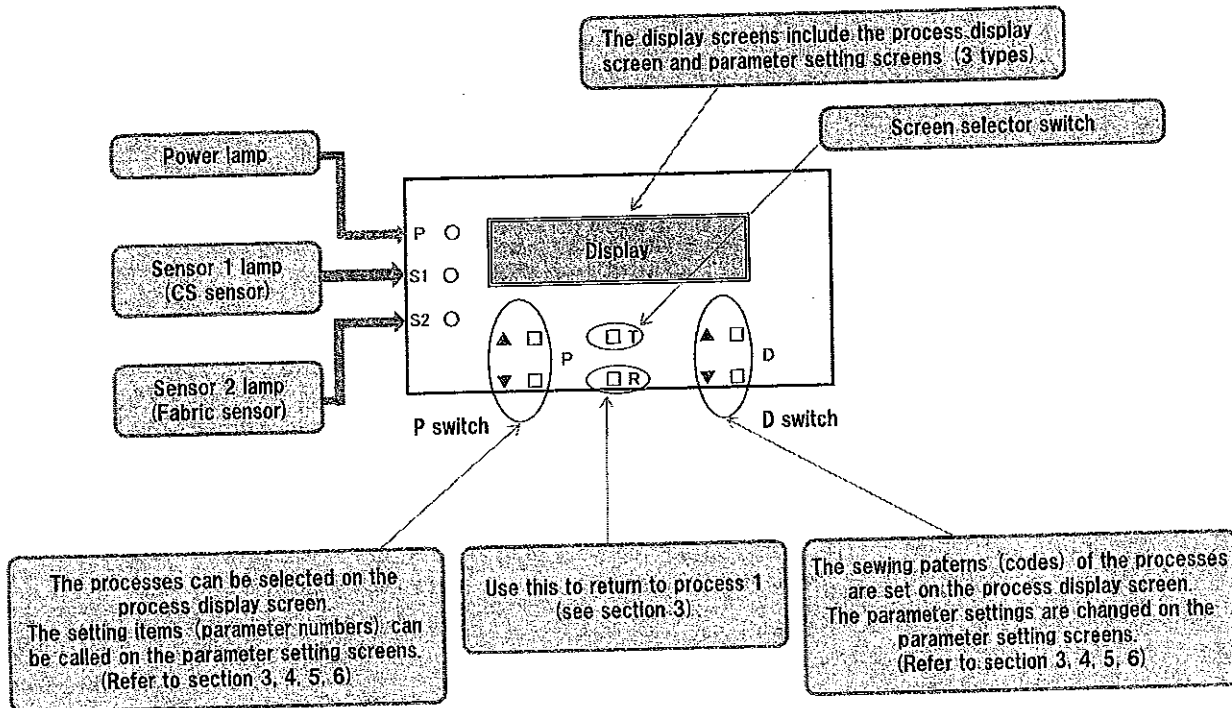 The display screens include the process display
screen and parameter setting screens (3 types).
Screen selector switch
Power lamp
Sensor 1 lamp
(CS sensor)
Sensor 2 lamp
(Fabric sensor)
P
S1
S2
Display
▲ P
▼
T
R
▲ D
▼
P switch
D switch
The processes can be selected on the
process display screen.
The setting items (parameter numbers) can
be called on the parameter setting screens.
(Refer to section 3, 4, 5, 6)
Use this to return to process 1
(see section 3).
The sewing paterns (codes) of the processes
are set on the process display screen.
The parameter settings are changed on the
parameter setting screens.
(Refer to section 3, 4, 5, 6)